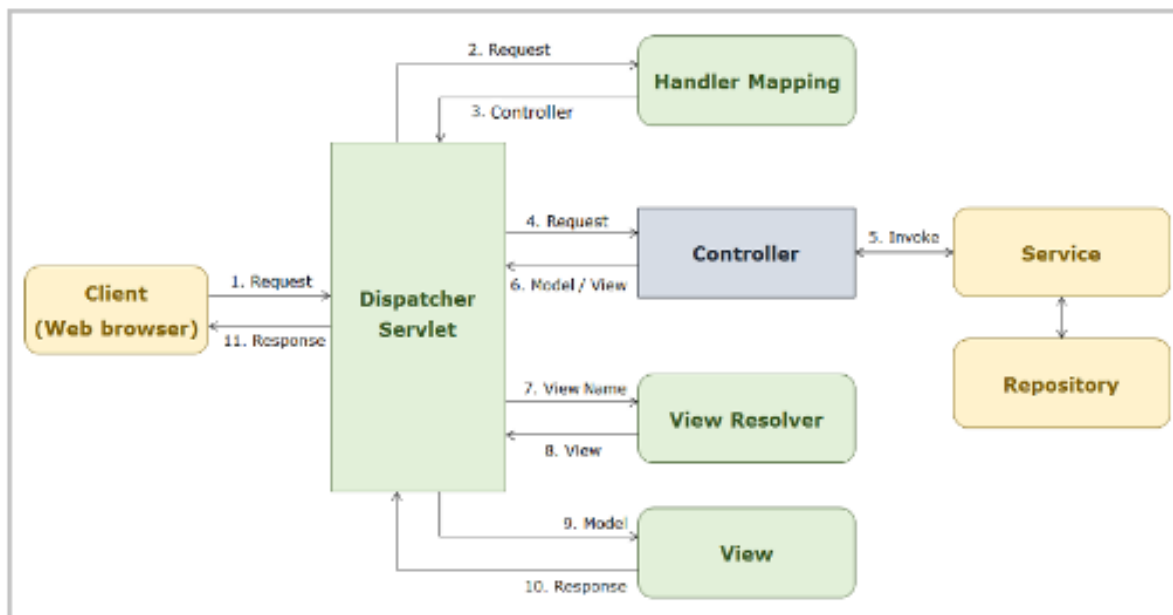 2. Request
Handler Mapping
3. Controller
4. Request
Controller
5. Invoke
Service
6. Model / View
Client
(Web browser)
1. Request
11. Response
Dispatcher
Servlet
Repository
7. View Name
View Resolver
8. View
9. Model
View
10. Response